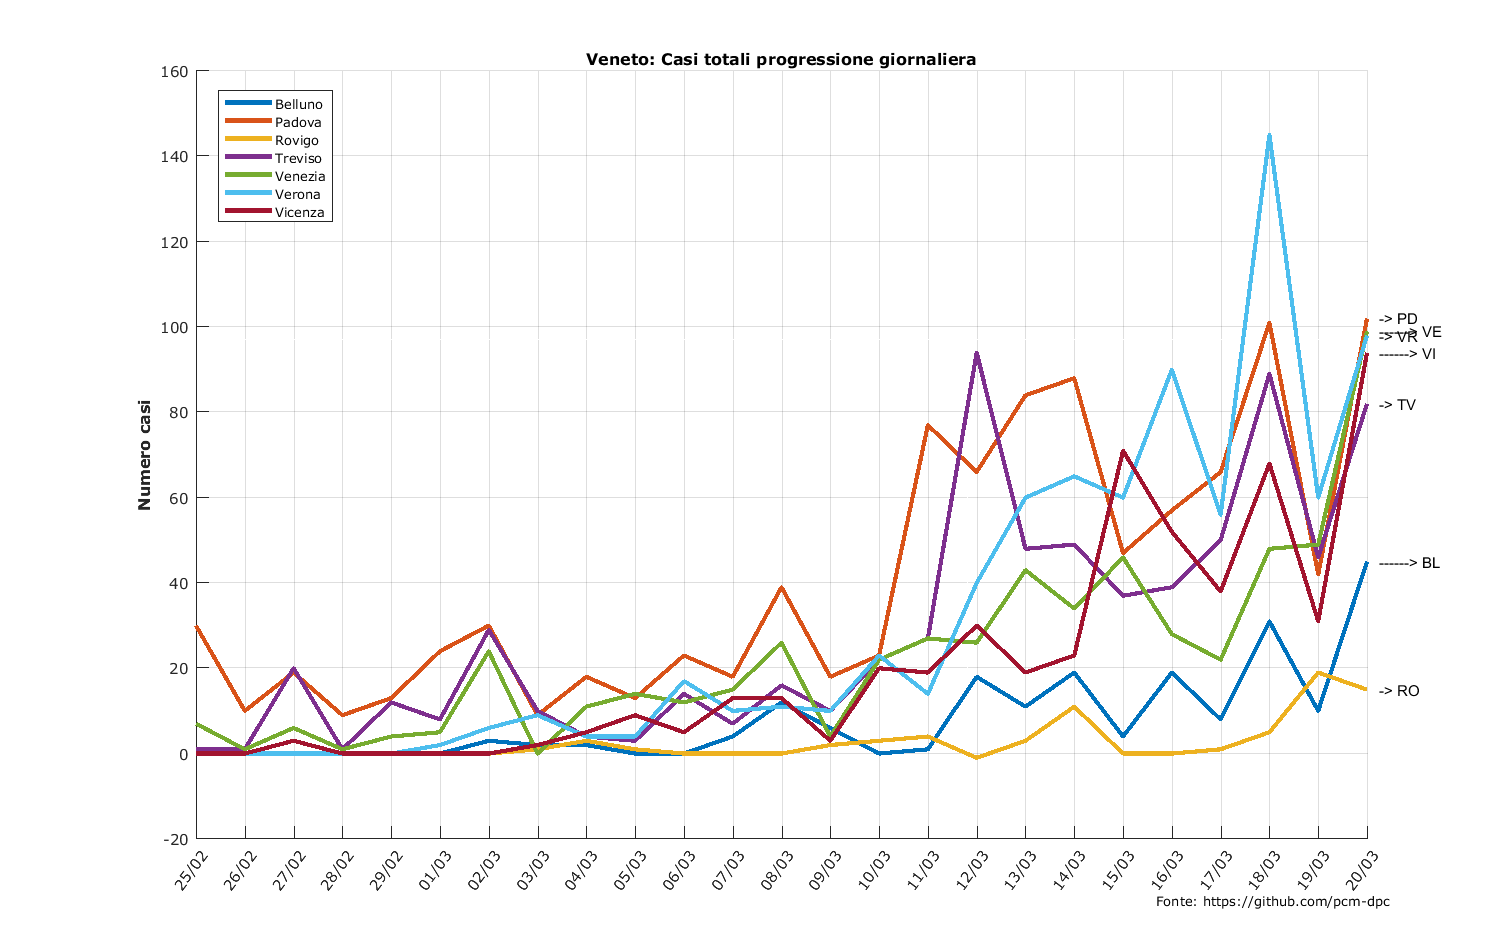 Veneto: Casi totali progressione giornaliera
160
140
120
100
80
60
40
20
0
-20
Numero casi
Belluno
Padova
Rovigo
Treviso
Venezia
Verona
Vicenza
-> PD
------> VE
-> VR
------> VI
-> TV
------> BL
-> RO
25/02
26/02
27/02
28/02
29/02
01/03
02/03
03/03
04/03
05/03
06/03
07/03
08/03
09/03
10/03
11/03
12/03
13/03
14/03
15/03
16/03
17/03
18/03
19/03
20/03
Fonte: https://github.com/pcm-dpc